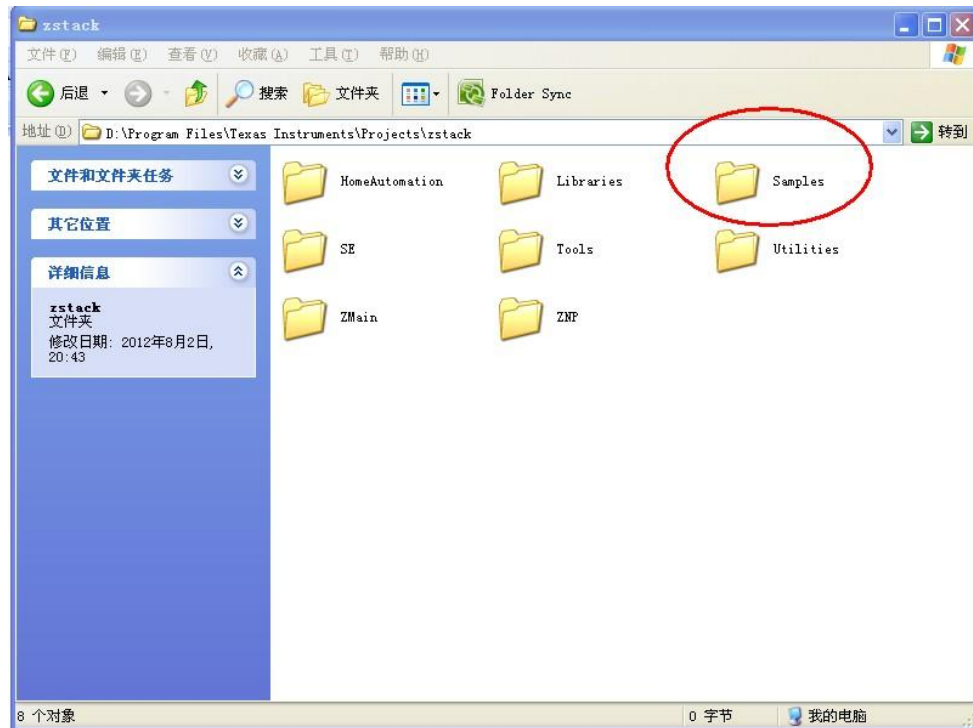 zstack
文件(F) 编辑(E) 查看(V) 收藏(A) 工具(T) 帮助(H)
后退 搜索 文件夹 Folder Sync
地址(D) D:\Program Files\Texas Instruments\Projects\zstack 转到
文件和文件夹任务
其它位置
详细信息
zstack
文件夹
修改日期: 2012年8月2日,
20:43
HomeAutomation Libraries Samples
SE Tools Utilities
ZMain ZNP
8 个对象 0 字节 我的电脑